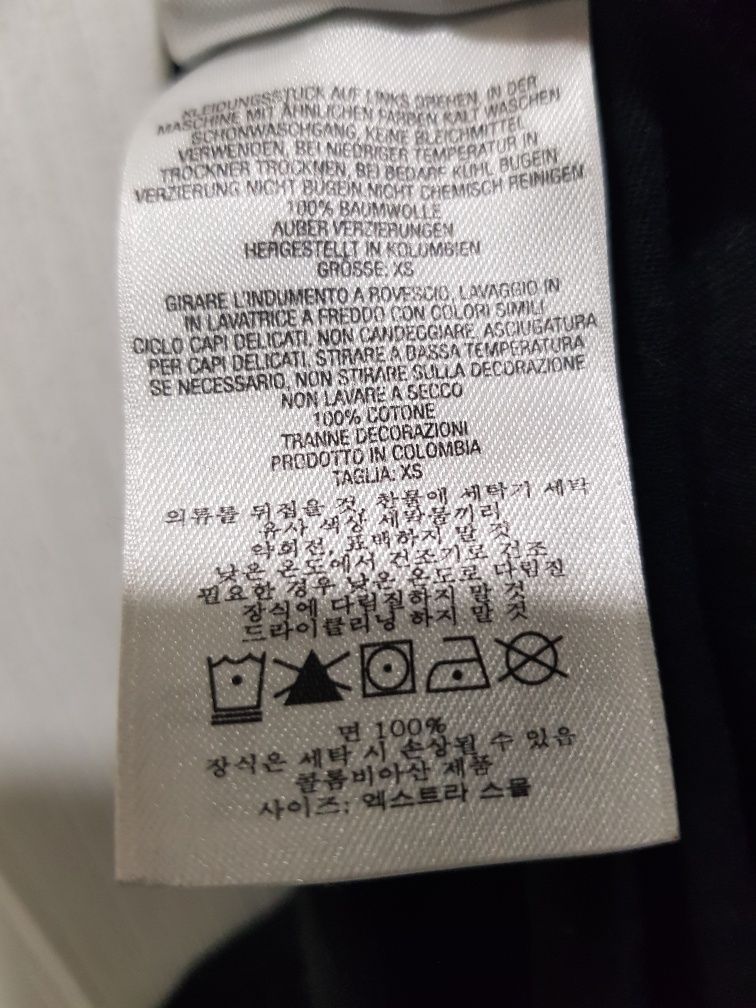 KLEIDUNGSSTÜCK AUF LINKS DREHEN, IN DER
MASCHINE MIT ÄHNLICHEN FARBEN KALT WASCHEN
SCHONWASCHGANG, KEINE BLEICHMITTEL
VERWENDEN, BEI NIEDRIGER TEMPERATUR IN
TROCKNER TROCKNEN, BEI BEDARF KÜHL BÜGEIN
VERZIERUNG NICHT BÜGEIN NICHT CHEMISCH REINIGEN
100% BAUMWOLLE
AUßER VERZIERUNGEN
HERGESTELLT IN KOLUMBIEN
GRÖSSE: XS
GIRARE L'INDUMENTO A ROVESCIO, LAVAGGIO IN
IN LAVATRICE A FREDDO CON COLORI SIMILI,
CICLO CAPI DELICATI, NON CANDEGGIARE, ASCIUGATURA
PER CAPI DELICATI, STIRARE A BASSA TEMPERATURA
SE NECESSARIO, NON STIRARE SULLA DECORAZIONE
NON LAVARE A SECCO
100% COTONE
TRANNE DECORAZIONI
PRODOTTO IN COLOMBIA
TAGLIA: XS
의류를 뒤집을 것, 찬물에 세탁기 세탁
유사 색상 세탁물끼리
약회전, 표백하지 말 것
낮은 온도에서 건조기로 건조
필요한 경우 낮은 온도로 다림질
장식에 다림질하지 말 것
드라이클리닝 하지 말 것
면 100%
장식은 세탁 시 손상될 수 있음
콜롬비아산 제품
사이즈: 엑스트라 스몰